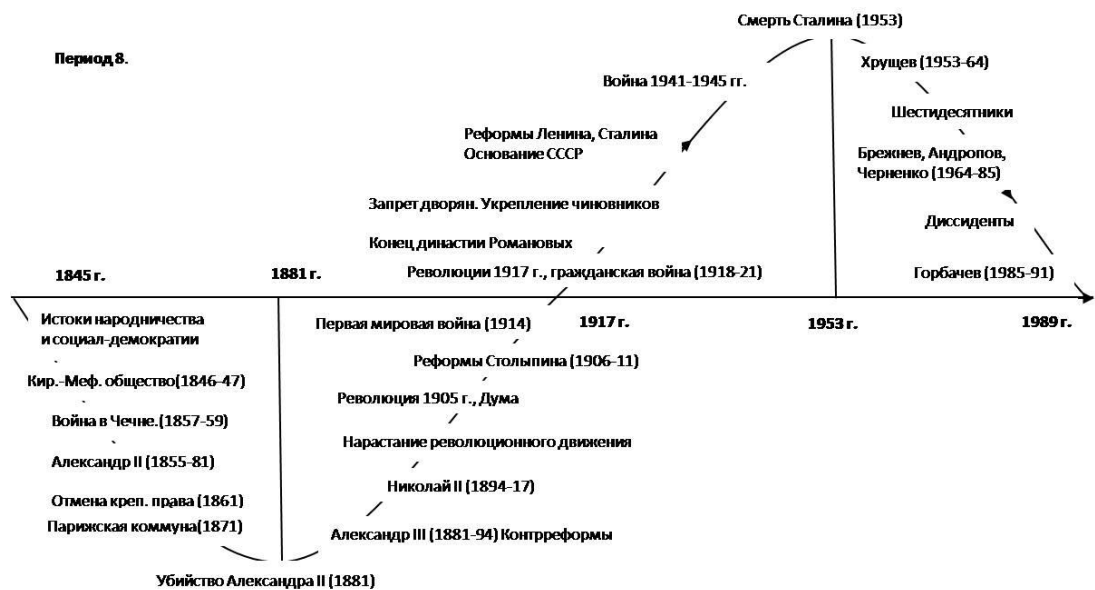 Смерть Сталина (1953)
Период 8.
Хрущев (1953-64)
Война 1941-1945 гг.
Шестидесятники
Реформы Ленина, Сталина
Основание СССР
Брежнев, Андропов,
Черненко (1964-85)
Запрет дворян. Укрепление чиновников
Диссиденты
Конец династии Романовых
1845 г.
1881 г.
Революции 1917 г., гражданская война (1918-21)
Горбачев (1985-91)
Истоки народничества
и социал-демократии
Первая мировая война (1914)
1917 г.
1953 г.
1989 г.
Реформы Столыпина (1906-11)
Кир.-Меф. общество(1846-47)
Революция 1905 г., Дума
Война в Чечне.(1857-59)
Нарастание революционного движения
Александр II (1855-81)
Николай II (1894-17)
Отмена креп. права (1861)
Парижская коммуна(1871)
Александр III (1881-94) Контрреформы
Убийство Александра II (1881)